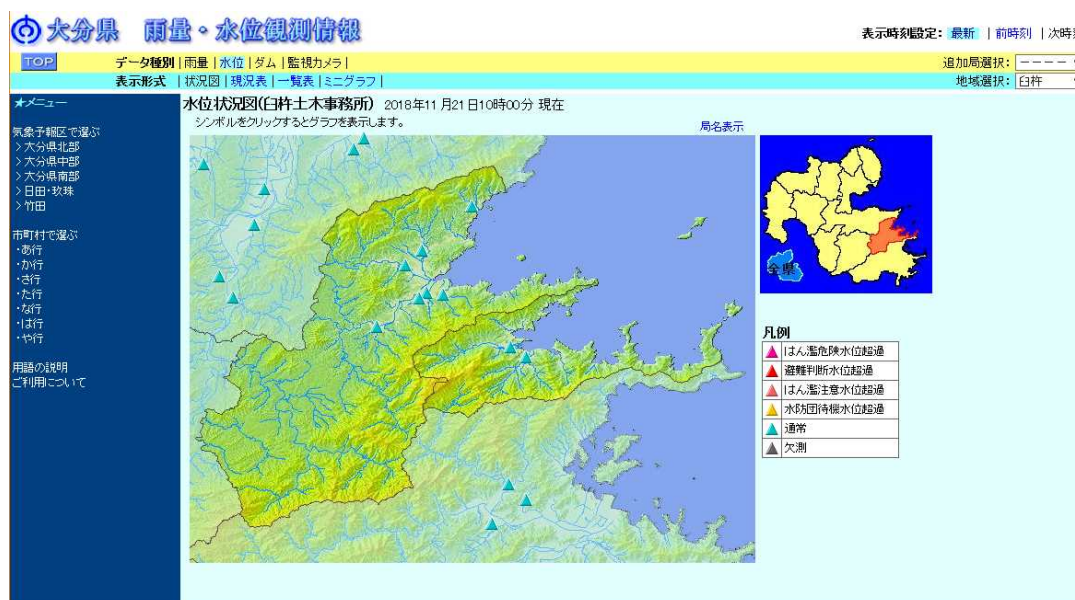 大分県 雨量・水位観測情報
表示時刻設定: 最新 | 前時刻 | 次時
TOP データ種別 | 雨量 | 水位 | ダム | 監視カメラ | 追加局選択: －－－－
表示形式 | 状況図 | 現況表 | 一覧表 | ミニグラフ | 地域選択: 臼杵
★メニュー
気象予報区で選ぶ
>大分県北部
>大分県中部
>大分県南部
>日田・玖珠
>竹田
市町村で選ぶ
・あ行
・か行
・さ行
・た行
・な行
・は行
・や行
用語の説明
ご利用について
水位状況図(臼杵土木事務所) 2018年11月21日10時00分 現在
シンボルをクリックするとグラフを表示します。
局名表示
全県
凡例
はん濫危険水位超過
避難判断水位超過
はん濫注意水位超過
水防団待機水位超過
通常
欠測